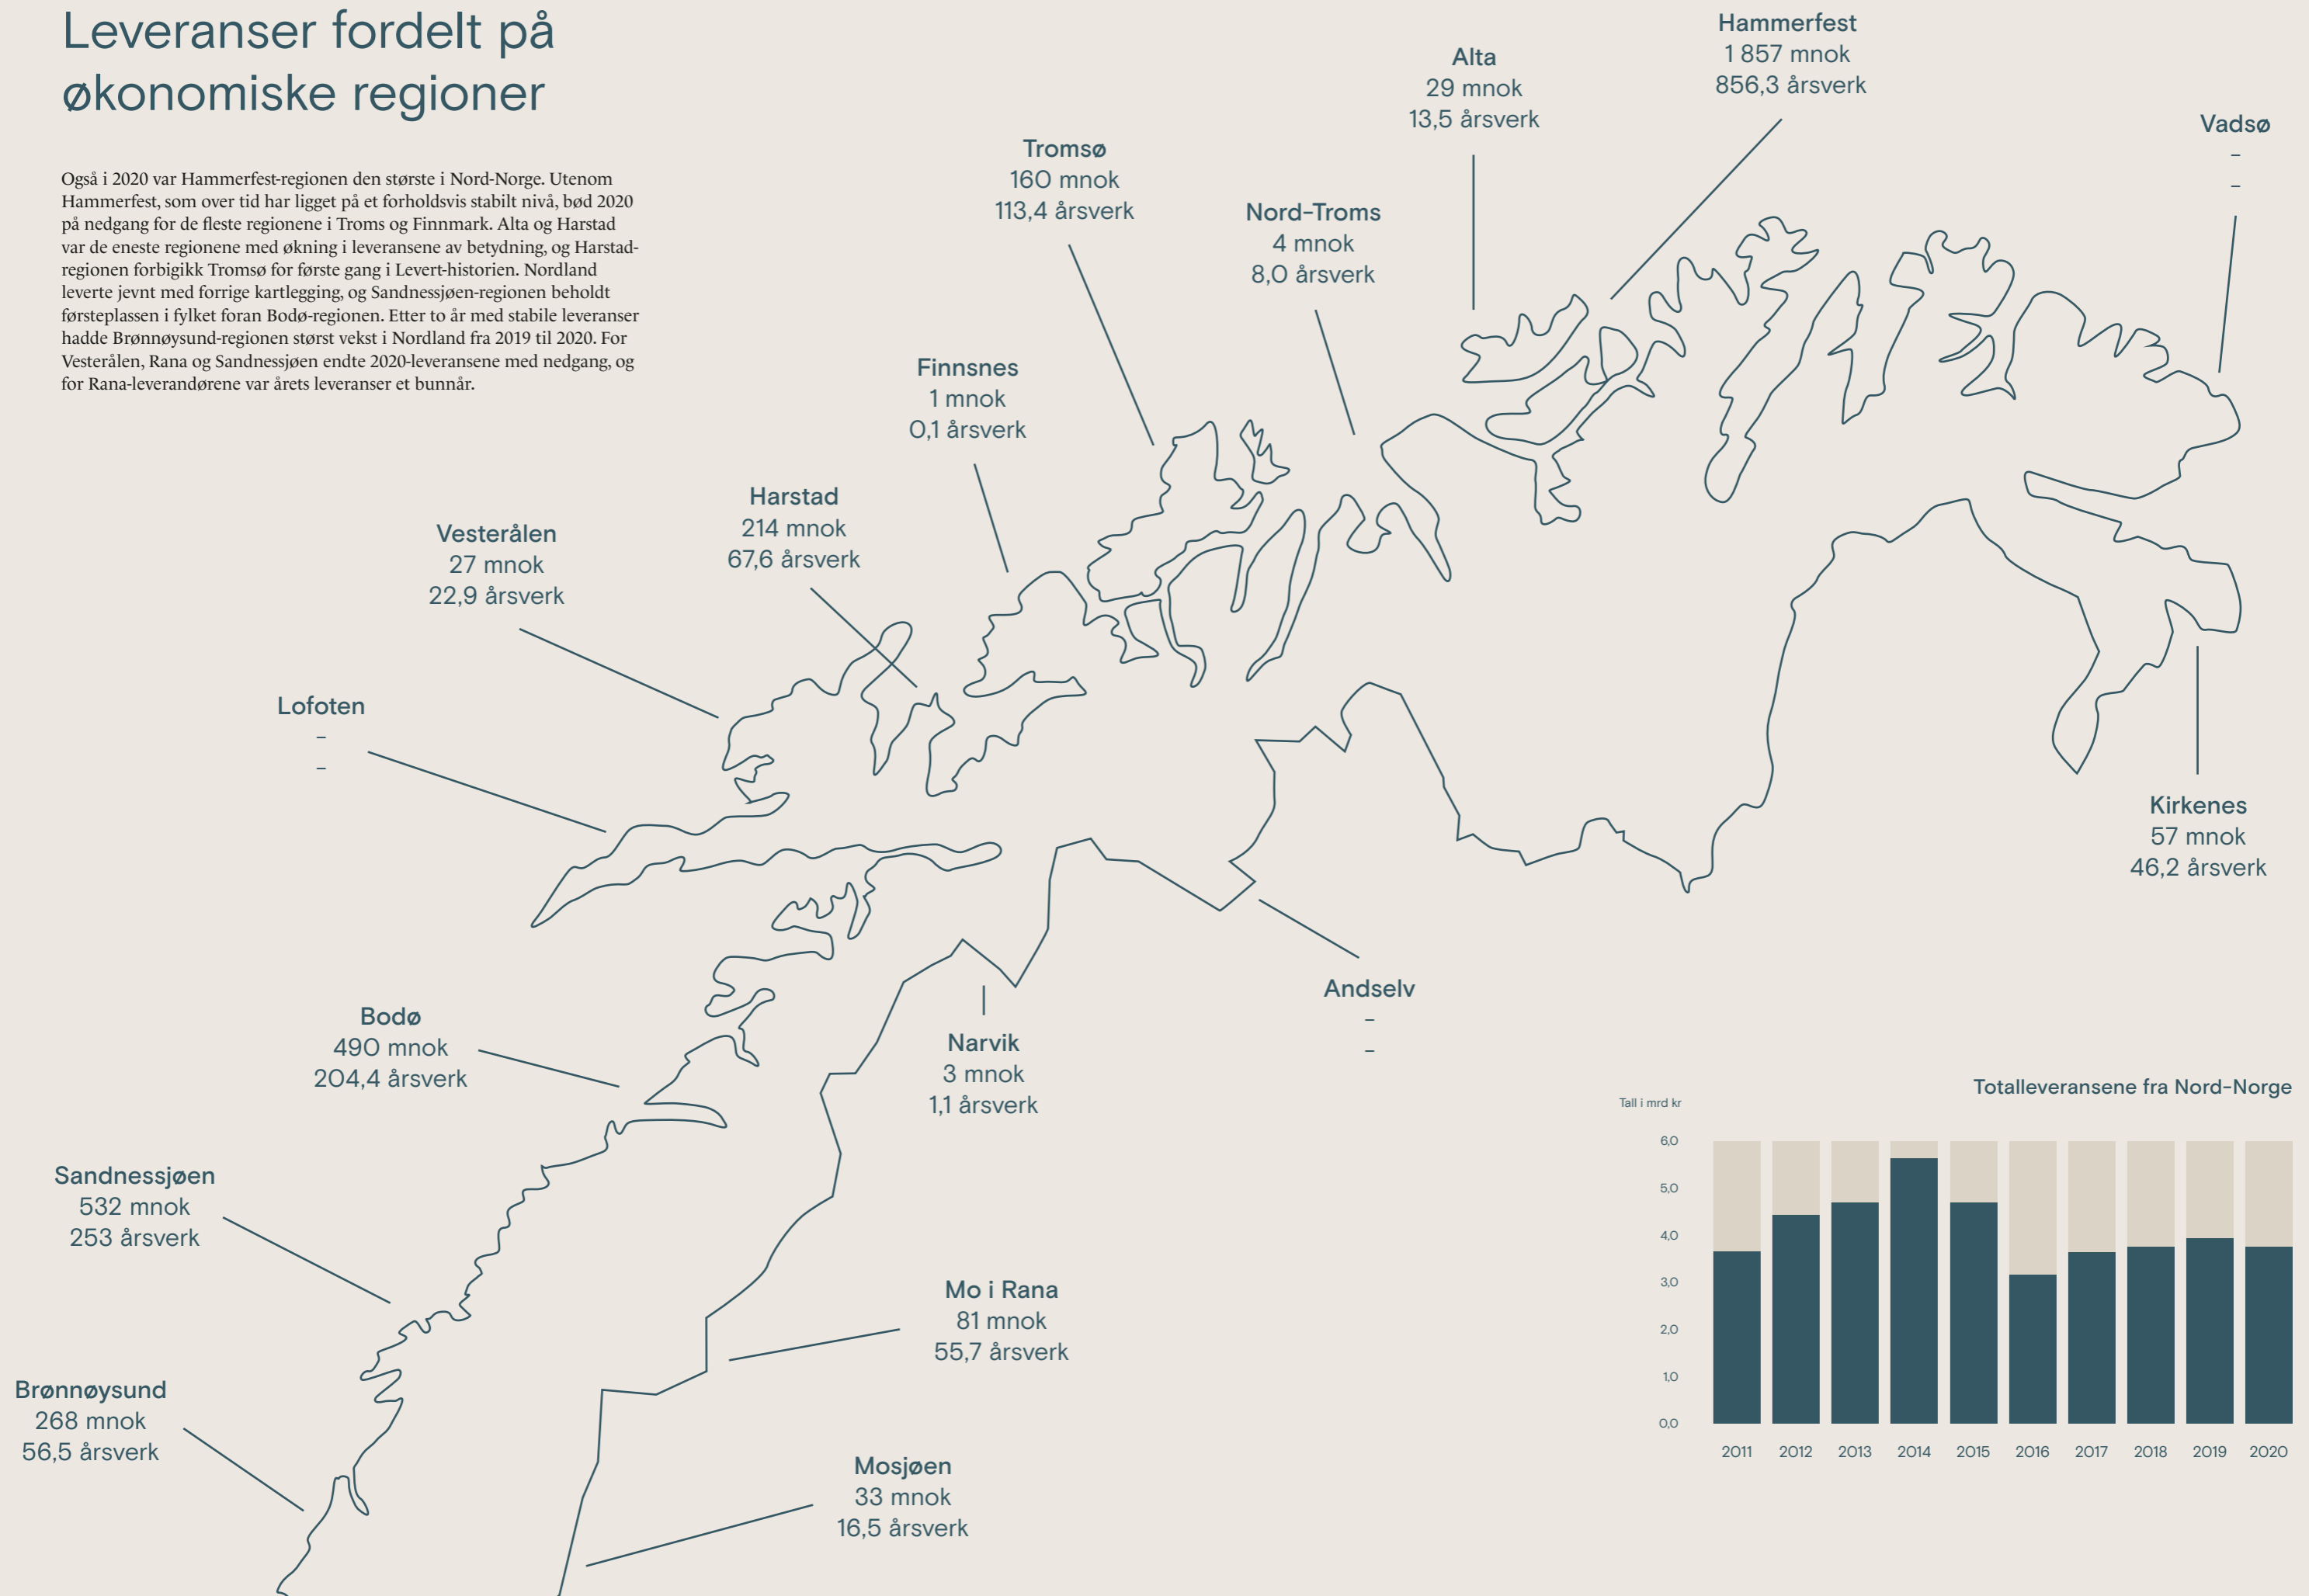 Leveranser fordelt på
økonomiske regioner
Også i 2020 var Hammerfest-regionen den største i Nord-Norge. Utenom
Hammerfest, som over tid har ligget på et forholdsvis stabilt nivå, bød 2020
på nedgang for de fleste regionene i Troms og Finnmark. Alta og Harstad
var de eneste regionene med økning i leveransene av betydning, og Harstad-
regionen forbigikk Tromsø for første gang i Levert-historien. Nordland
leverte jevnt med forrige kartlegging, og Sandnessjøen-regionen beholdt
førsteplassen i fylket foran Bodø-regionen. Etter to år med stabile leveranser
hadde Brønnøysund-regionen størst vekst i Nordland fra 2019 til 2020. For
Vesterålen, Rana og Sandnessjøen endte 2020-leveransene med nedgang, og
for Rana-leverandørene var årets leveranser et bunnår.
Hammerfest
1 857 mnok
856,3 årsverk
Alta
29 mnok
13,5 årsverk
Vadsø
–
–
Tromsø
160 mnok
113,4 årsverk
Nord-Troms
4 mnok
8,0 årsverk
Finnsnes
1 mnok
0,1 årsverk
Harstad
214 mnok
67,6 årsverk
Vesterålen
27 mnok
22,9 årsverk
Lofoten
–
–
Kirkenes
57 mnok
46,2 årsverk
Andselv
–
–
Narvik
3 mnok
1,1 årsverk
Bodø
490 mnok
204,4 årsverk
Sandnessjøen
532 mnok
253 årsverk
Mo i Rana
81 mnok
55,7 årsverk
Brønnøysund
268 mnok
56,5 årsverk
Mosjøen
33 mnok
16,5 årsverk
Totalleveransene fra Nord-Norge
Tall i mrd kr
6,0
5,0
4,0
3,0
2,0
1,0
0,0
2011 2012 2013 2014 2015 2016 2017 2018 2019 2020